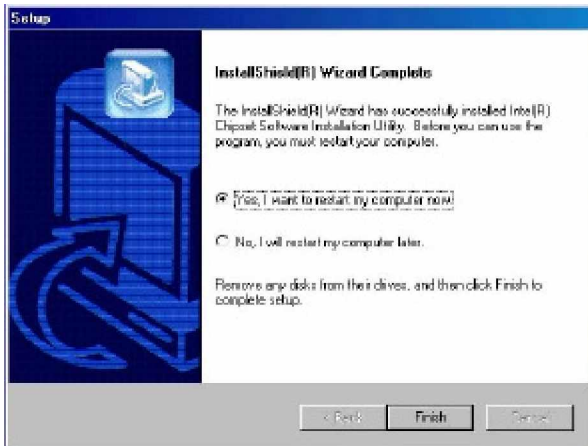 Setup
InstallShield(R) Wizard Complete
The InstallShield(R) Wizard has successfully installed Intel(R)
Chipset Software Installation Utility. Before you can use the
program, you must restart your computer.
Yes, I want to restart my computer now.
No, I will restart my computer later.
Remove any disks from their drives, and then click Finish to
complete setup.
< Back
Finish
Cancel